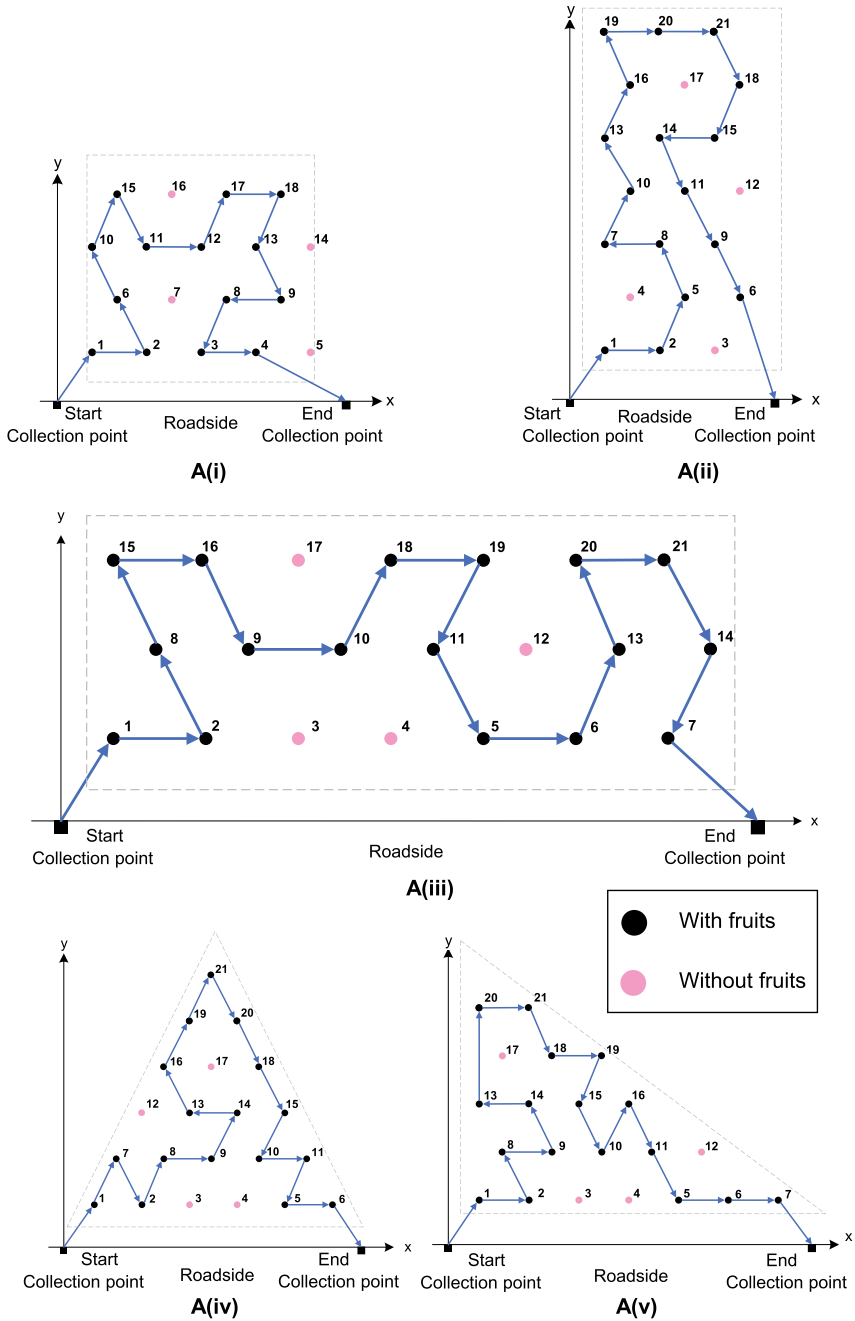 y
15
16
17
18
10
11
12
13
14
6
7
8
9
1
2
3
4
5
x
Start
Collection point
Roadside
End
Collection point
A(i)
y
19
20
21
16
17
18
13
14
15
10
11
12
7
8
9
4
5
6
1
2
3
x
Start
Collection point
Roadside
End
Collection point
A(ii)
y
15
16
17
18
19
20
21
8
9
10
11
12
13
14
1
2
3
4
5
6
7
x
Start
Collection point
Roadside
End
Collection point
A(iii)
With fruits
Without fruits
y
21
19
20
16
17
18
12
13
14
15
7
8
9
10
11
1
2
3
4
5
6
x
Start
Collection point
Roadside
End
Collection point
A(iv)
y
20
21
17
18
19
13
14
15
16
8
9
10
11
12
1
2
3
4
5
6
7
x
Start
Collection point
Roadside
End
Collection point
A(v)